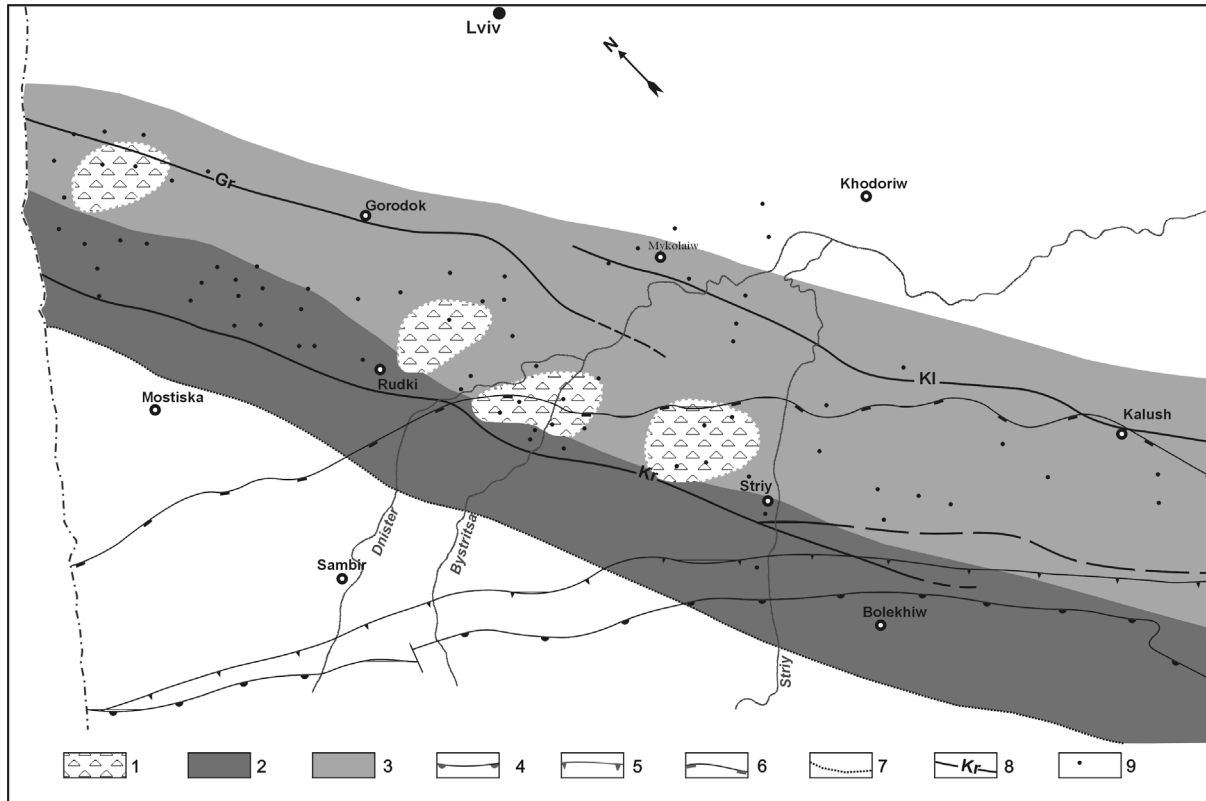 Lviv
N
Khodoriw
Gr
Gorodok
Mykolaiw
Rudki
Kl
Mostiska
Kalush
Kr
Striy
Dnister
Bystritsa
Sambir
Bolekhiw
Striy
1 2 3 4 5 6 7 Kr 8 9